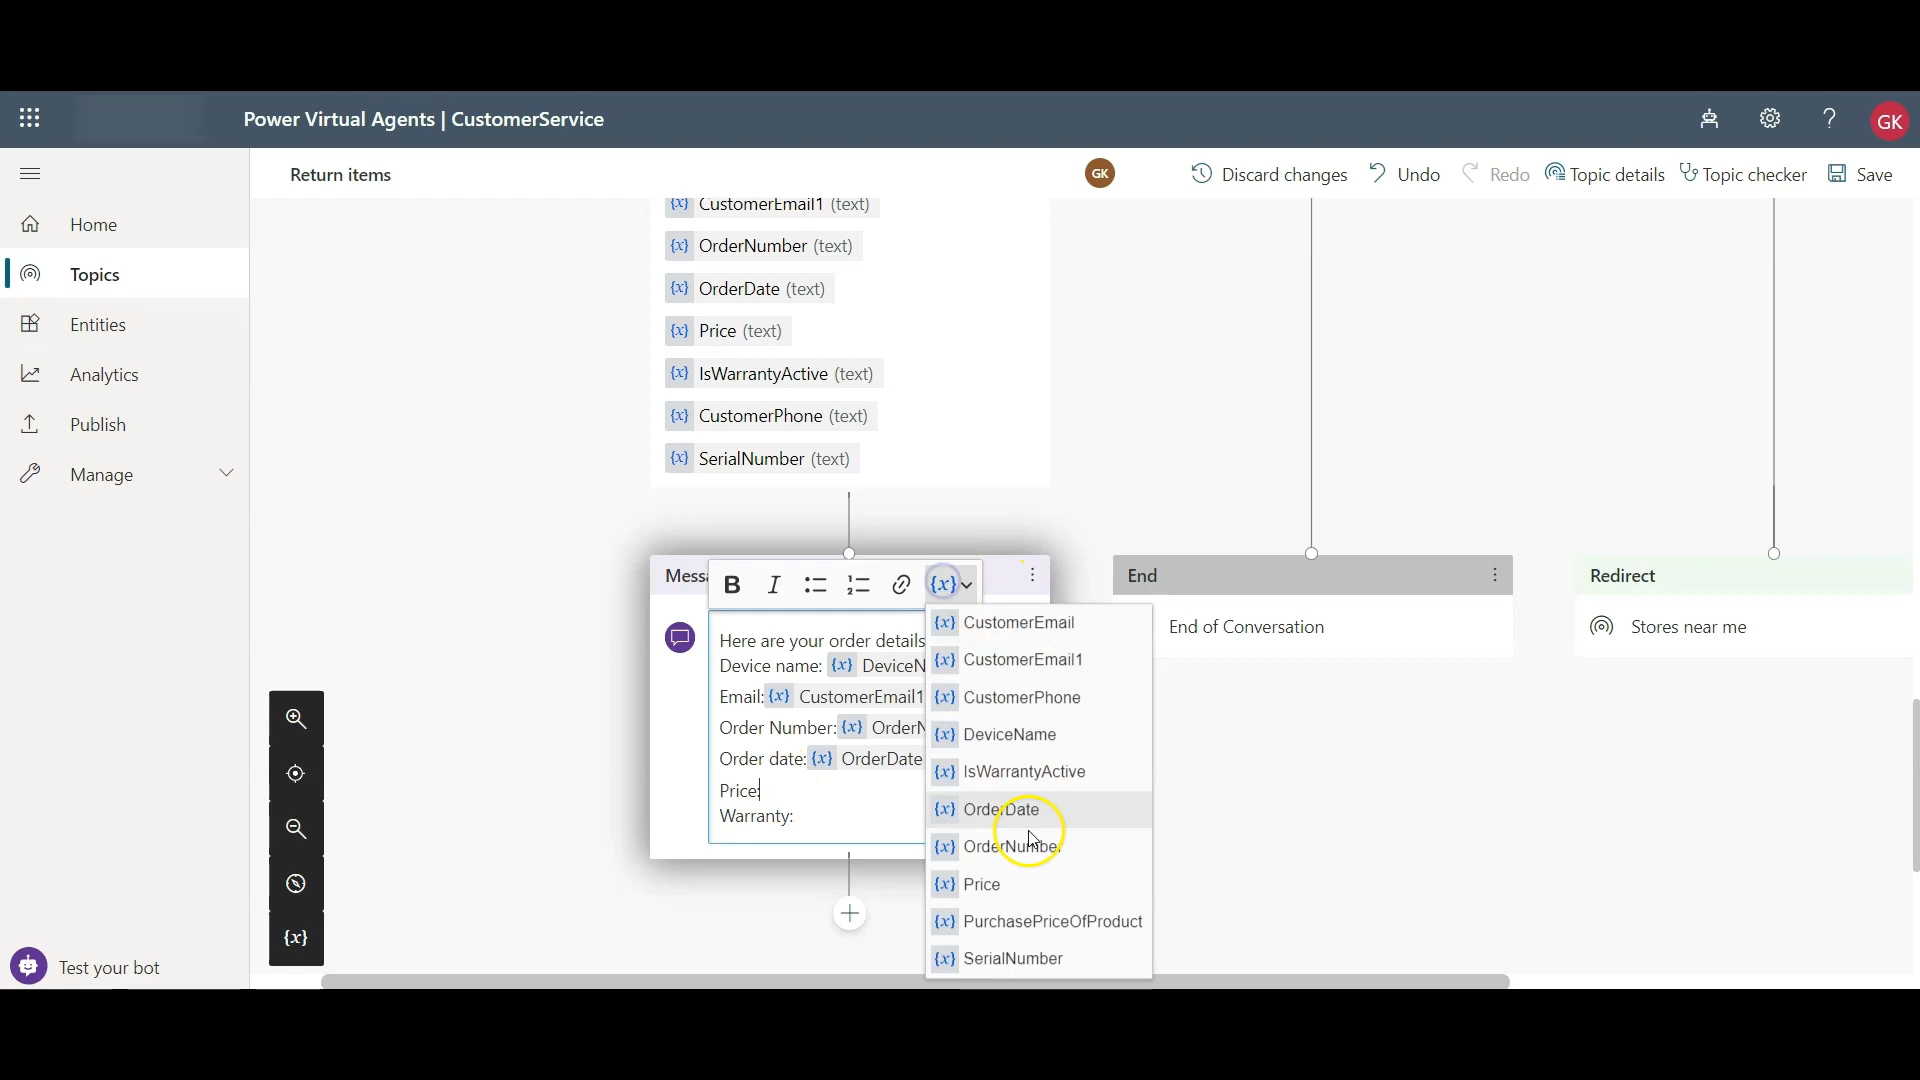 Power Virtual Agents | CustomerService
GK
Return items
GK
Discard changes
Undo
Redo
Topic details
Topic checker
Save
Home
Topics
Entities
Analytics
Publish
Manage
Test your bot
{x} CustomerEmail1 (text)
{x} OrderNumber (text)
{x} OrderDate (text)
{x} Price (text)
{x} IsWarrantyActive (text)
{x} CustomerPhone (text)
{x} SerialNumber (text)
Mess
B I {x}
Here are your order details
Device name: {x} DeviceN
Email:{x} CustomerEmail1
Order Number:{x} OrderN
Order date:{x} OrderDate
Price:
Warranty:
{x} CustomerEmail
{x} CustomerEmail1
{x} CustomerPhone
{x} DeviceName
{x} IsWarrantyActive
{x} OrderDate
{x} OrderNumber
{x} Price
{x} PurchasePriceOfProduct
{x} SerialNumber
End
End of Conversation
Redirect
Stores near me
{x}